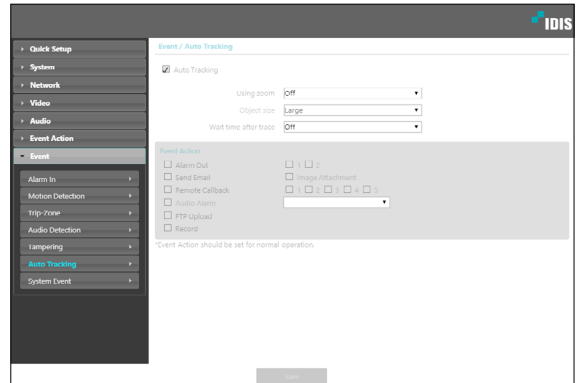 IDIS
Quick Setup
System
Network
Video
Audio
Event Action
Event
Alarm In
Motion Detection
Trip-Zone
Audio Detection
Tampering
Auto Tracking
System Event
Event / Auto Tracking
Auto Tracking
Using zoom Off
Object size Large
Wait time after trace Off
Event Action
Alarm Out 1 2
Send Email Image Attachment
Remote Callback 1 2 3 4 5
Audio Alarm
FTP Upload
Record
*Event Action should be set for normal operation.
Save